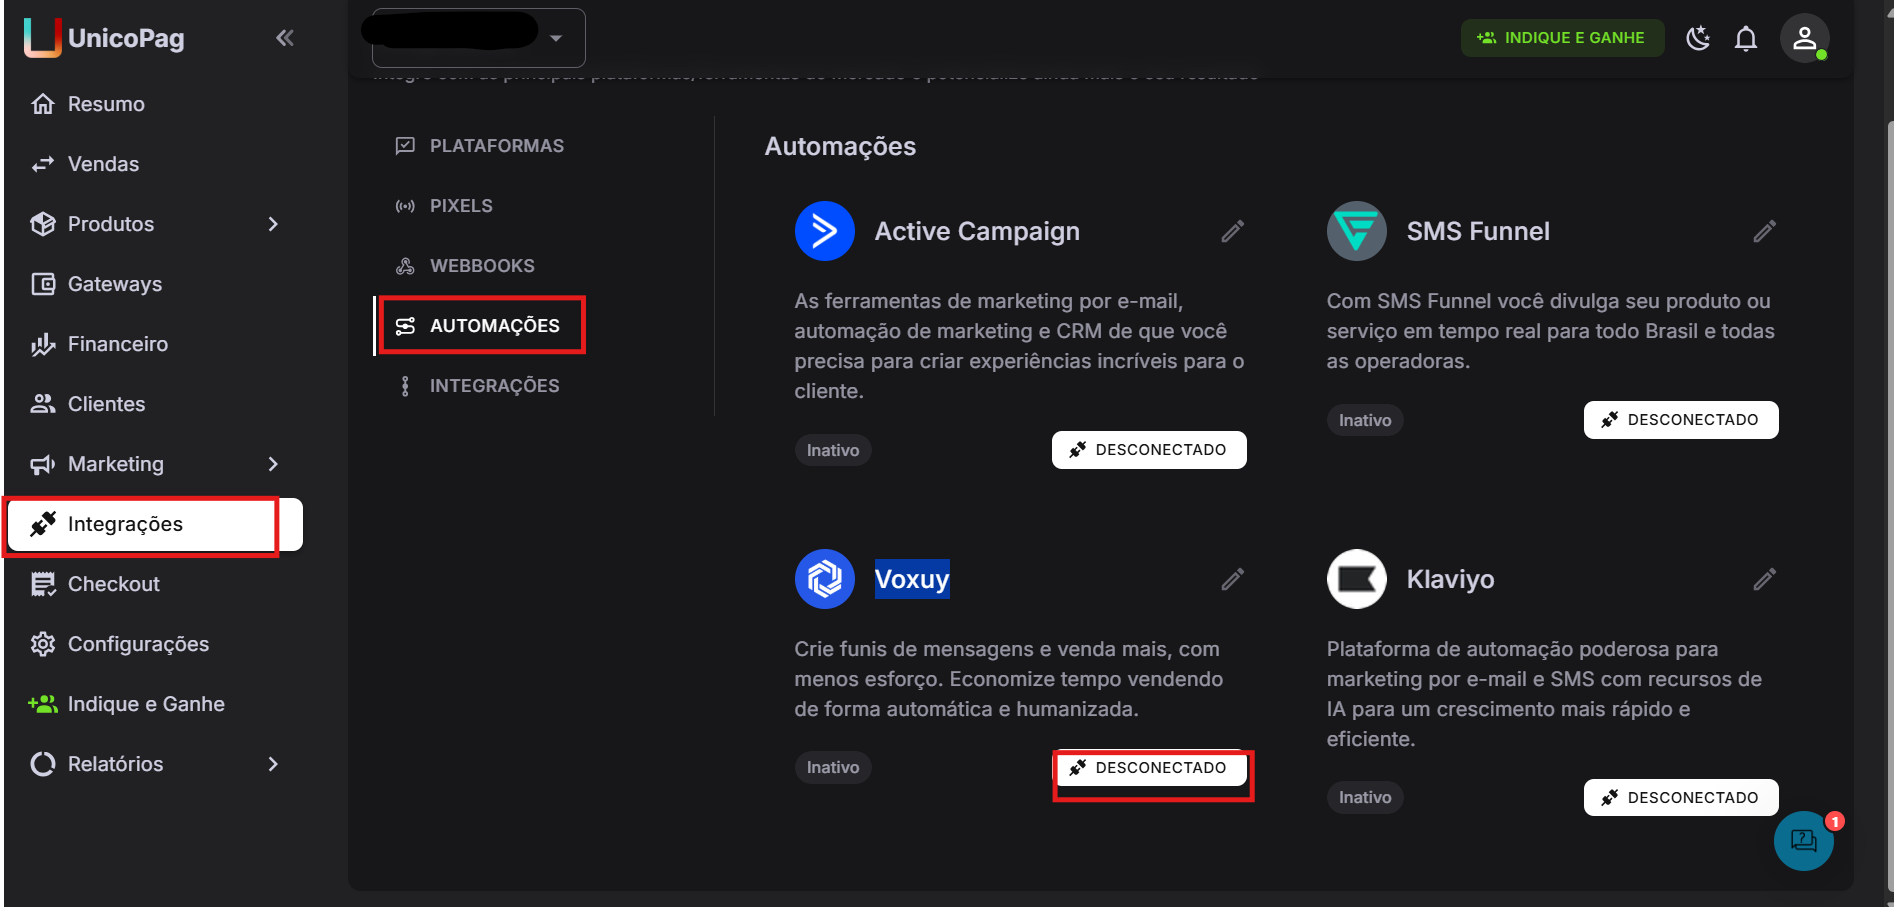 UnicoPag
INDIQUE E GANHE
Resumo
Vendas
Produtos
Gateways
Financeiro
Clientes
Marketing
Integrações
Checkout
Configurações
Indique e Ganhe
Relatórios
PLATAFORMAS
PIXELS
WEBBOOKS
AUTOMAÇÕES
INTEGRAÇÕES
Automações
Active Campaign
As ferramentas de marketing por e-mail,
automação de marketing e CRM de que você
precisa para criar experiências incríveis para o
cliente.
Inativo
DESCONECTADO
SMS Funnel
Com SMS Funnel você divulga seu produto ou
serviço em tempo real para todo Brasil e todas
as operadoras.
Inativo
DESCONECTADO
Voxuy
Crie funis de mensagens e venda mais, com
menos esforço. Economize tempo vendendo
de forma automática e humanizada.
Inativo
DESCONECTADO
Klaviyo
Plataforma de automação poderosa para
marketing por e-mail e SMS com recursos de
IA para um crescimento mais rápido e
eficiente.
Inativo
DESCONECTADO
1